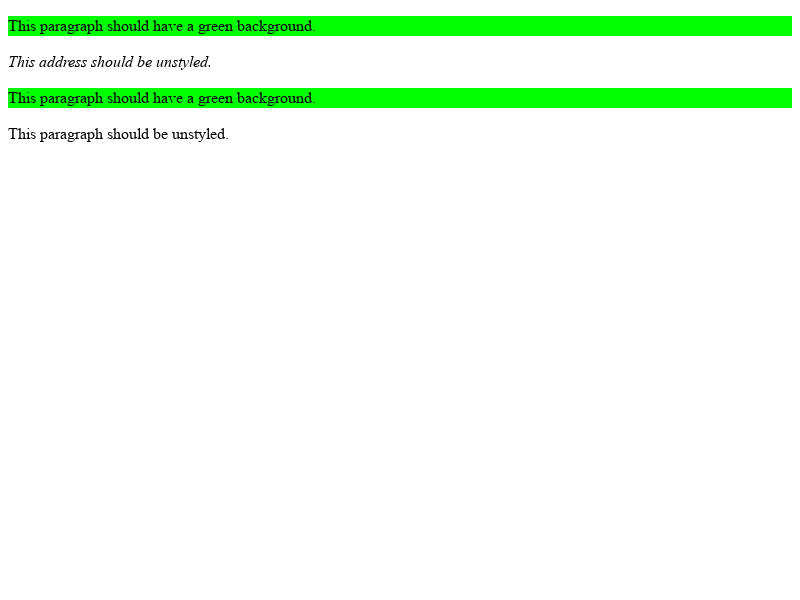 This paragraph should have a green background.
This address should be unstyled.
This paragraph should have a green background.
This paragraph should be unstyled.